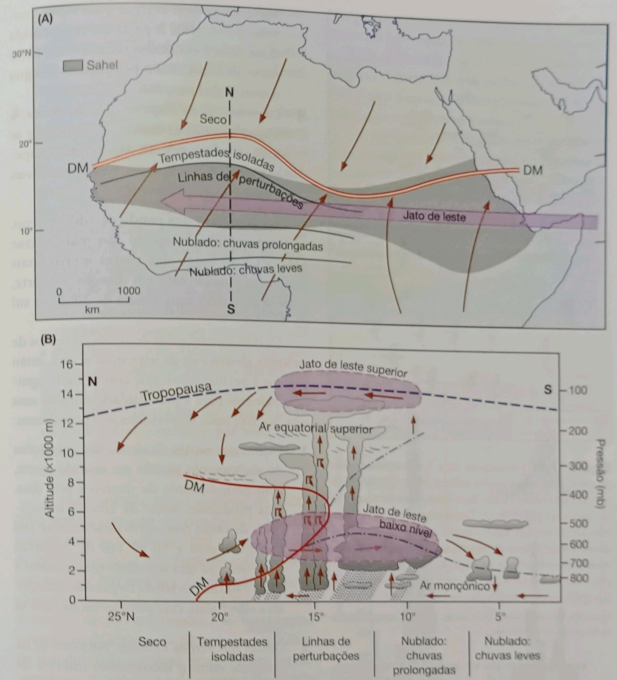 (A)
30°N
20°
10°
Sahel
N
Seco
DM
DM
Tempestades isoladas
Linhas de perturbações
Jato de leste
Nublado: chuvas prolongadas
Nublado: chuvas leves
0 1000
km
S
(B)
Altitude (×1000 m)
16
14
12
10
8
6
4
2
0
N
Tropopausa
Jato de leste superior
S
Ar equatorial superior
DM
Jato de leste
baixo nível
DM
Ar monçônico
100
200
300
400
500
600
700
800
Pressão (mb)
25°N 20° 15° 10° 5°
Seco
Tempestades
isoladas
Linhas de
perturbações
Nublado:
chuvas
prolongadas
Nublado:
chuvas leves